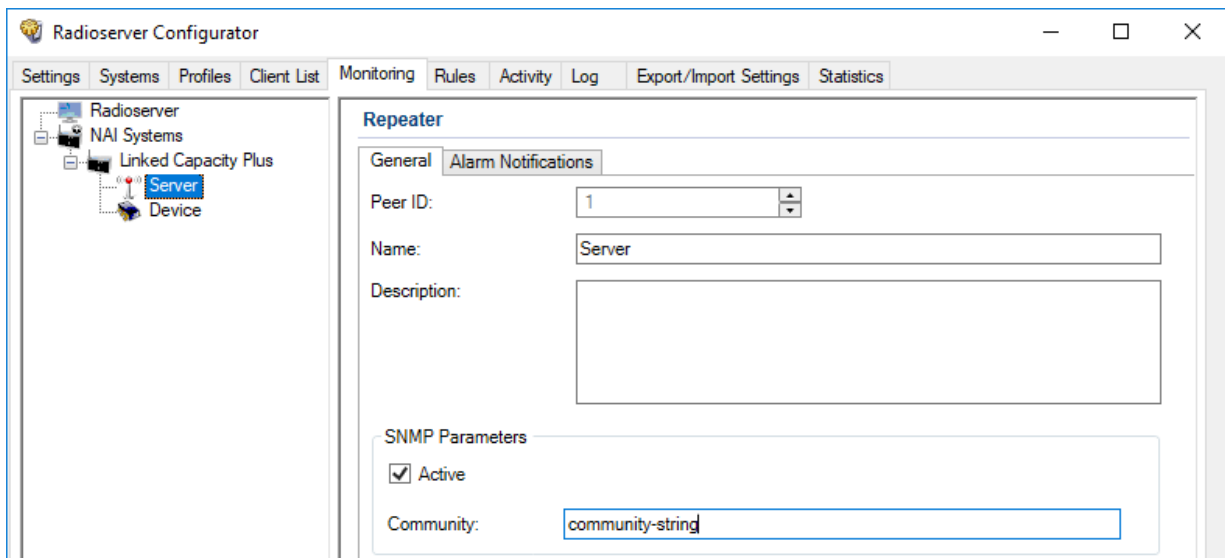 Radioserver Configurator
Settings Systems Profiles Client List Monitoring Rules Activity Log Export/Import Settings Statistics
Radioserver
NAI Systems
Linked Capacity Plus
Server
Device
Repeater
General Alarm Notifications
Peer ID: 1
Name: Server
Description:
SNMP Parameters
Active
Community: community-string